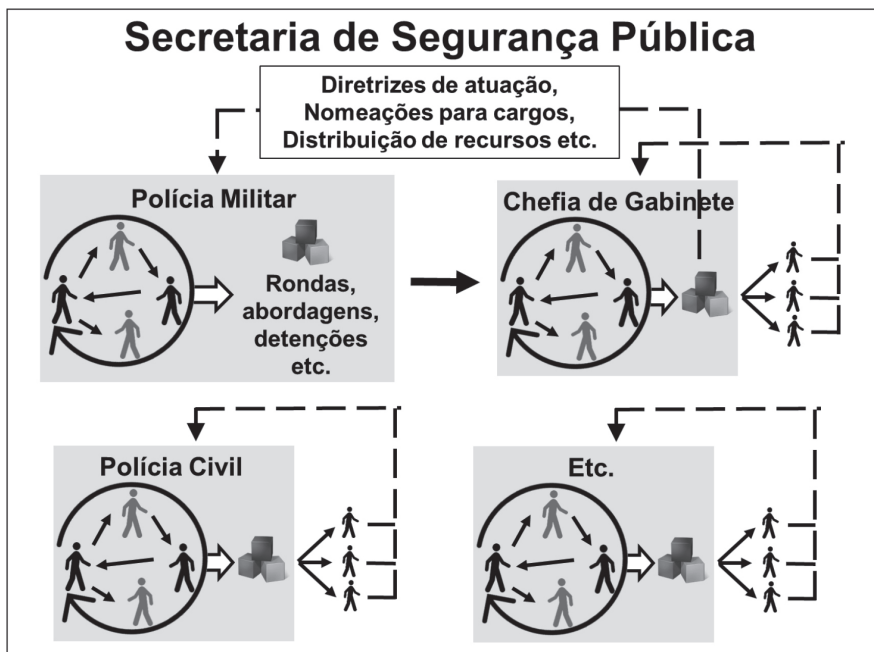 Secretaria de Segurança Pública
Diretrizes de atuação,
Nomeações para cargos,
Distribuição de recursos etc.
Polícia Militar
Rondas,
abordagens,
detenções
etc.
Chefia de Gabinete
Polícia Civil
Etc.